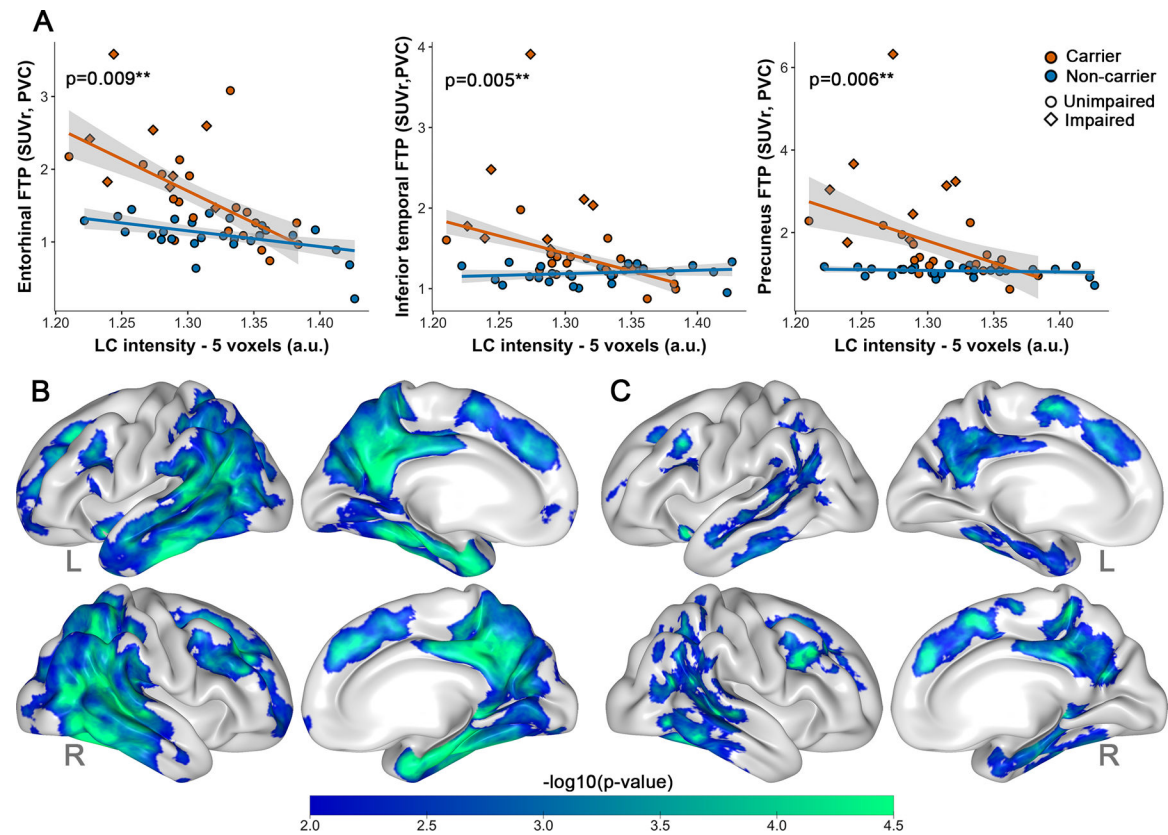 A
Entorhinal FTP (SUVr, PVC)
3
2
1
p=0.009**
1.20 1.25 1.30 1.35 1.40
LC intensity - 5 voxels (a.u.)
Inferior temporal FTP (SUVr,PVC)
4
3
2
1
p=0.005**
1.20 1.24 1.30 1.34 1.40
LC intensity - 5 voxels (a.u.)
Precuneus FTP (SUVr, PVC)
6
4
2
p=0.006**
1.20 1.25 1.30 1.35 1.40
LC intensity - 5 voxels (a.u.)
Carrier
Non-carrier
Unimpaired
Impaired
B
L
R
C
L
R
-log10(p-value)
2.0 2.5 3.0 3.5 4.0 4.5